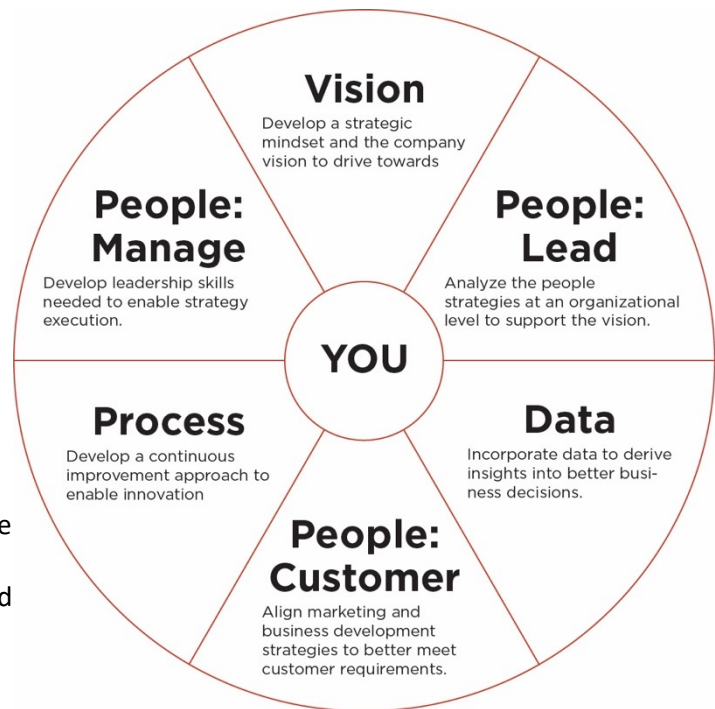 Vision
Develop a strategic
mindset and the company
vision to drive towards
People:
Lead
Analyze the people
strategies at an organizational
level to support the vision.
Data
Incorporate data to derive
insights into better busi-
ness decisions.
People:
Customer
Align marketing and
business development
strategies to better meet
customer requirements.
Process
Develop a continuous
improvement approach to
enable innovation
People:
Manage
Develop leadership skills
needed to enable strategy
execution.
YOU
e
d